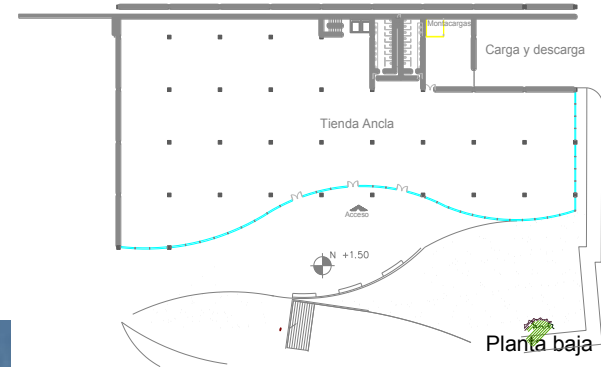 Montacargas
Carga y descarga
Tienda Ancla
Acceso
N +1.50
Planta baja